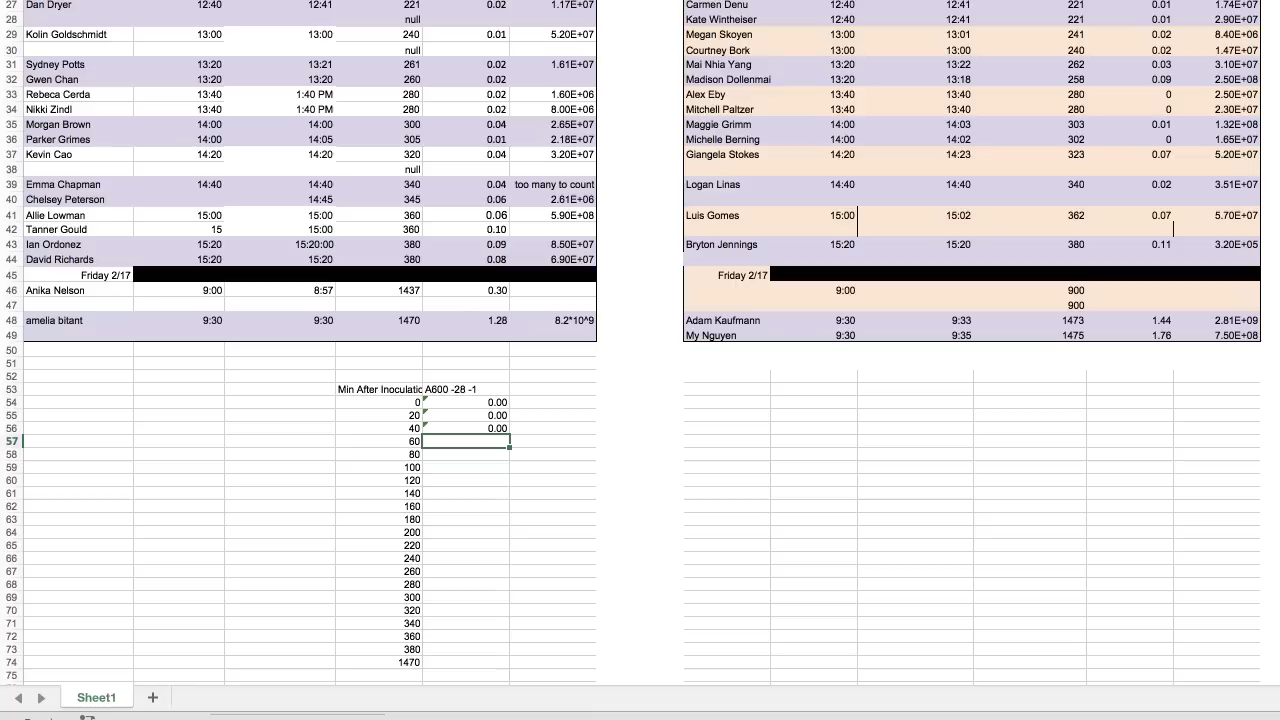 27 Dan Dryer 12:40 12:41 221 0.02 1.17E+07 Carmen Denu 12:40 12:41 221 0.01 1.74E+07
28 null Kate Wintheiser 12:40 12:41 221 0.01 2.90E+07
29 Kolin Goldschmidt 13:00 13:00 240 0.01 5.20E+07 Megan Skoyen 13:00 13:01 241 0.02 8.40E+06
30 null Courtney Bork 13:00 13:00 240 0.02 1.47E+07
31 Sydney Potts 13:20 13:21 261 0.02 1.61E+07 Mai Nhia Yang 13:20 13:22 262 0.03 3.10E+07
32 Gwen Chan 13:20 13:20 260 0.02 Madison Dollenmai 13:20 13:18 258 0.09 2.50E+08
33 Rebeca Cerda 13:40 1:40 PM 280 0.02 1.60E+06 Alex Eby 13:40 13:40 280 0 2.50E+07
34 Nikki Zindl 13:40 1:40 PM 280 0.02 8.00E+06 Mitchell Paltzer 13:40 13:40 280 0 2.30E+07
35 Morgan Brown 14:00 14:00 300 0.04 2.65E+07 Maggie Grimm 14:00 14:03 303 0.01 1.32E+08
36 Parker Grimes 14:00 14:05 305 0.01 2.18E+07 Michelle Berning 14:00 14:02 302 0 1.65E+07
37 Kevin Cao 14:20 14:20 320 0.04 3.20E+07 Giangela Stokes 14:20 14:23 323 0.07 5.20E+07
38 null
39 Emma Chapman 14:40 14:40 340 0.04 too many to count Logan Linas 14:40 14:40 340 0.02 3.51E+07
40 Chelsey Peterson 14:45 345 0.06 2.61E+06
41 Allie Lowman 15:00 15:00 360 0.06 5.90E+08 Luis Gomes 15:00 15:02 362 0.07 5.70E+07
42 Tanner Gould 15 15:00 360 0.10
43 Ian Ordonez 15:20 15:20:00 380 0.09 8.50E+07 Bryton Jennings 15:20 15:20 380 0.11 3.20E+05
44 David Richards 15:20 15:20 380 0.08 6.90E+07
45 Friday 2/17 Friday 2/17
46 Anika Nelson 9:00 8:57 1437 0.30 9:00 900
47 900
48 amelia bitant 9:30 9:30 1470 1.28 8.2*10^9 Adam Kaufmann 9:30 9:33 1473 1.44 2.81E+09
49 My Nguyen 9:30 9:35 1475 1.76 7.50E+08
50
51
52
53 Min After Inoculatic A600 -28 -1
54 0 0.00
55 20 0.00
56 40 0.00
57 60
58 80
59 100
60 120
61 140
62 160
63 180
64 200
65 220
66 240
67 260
68 280
69 300
70 320
71 340
72 360
73 380
74 1470
75
Sheet1 +